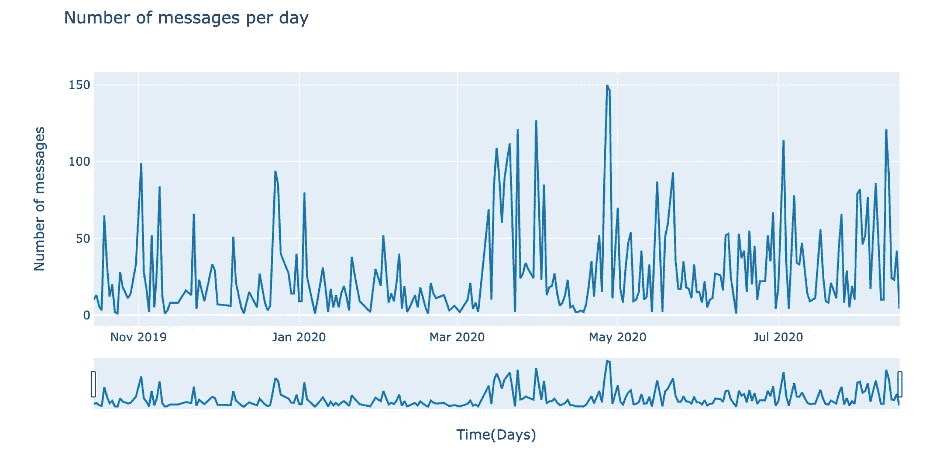 Number of messages per day
Number of messages
150
100
50
0
Nov 2019 Jan 2020 Mar 2020 May 2020 Jul 2020
Time(Days)